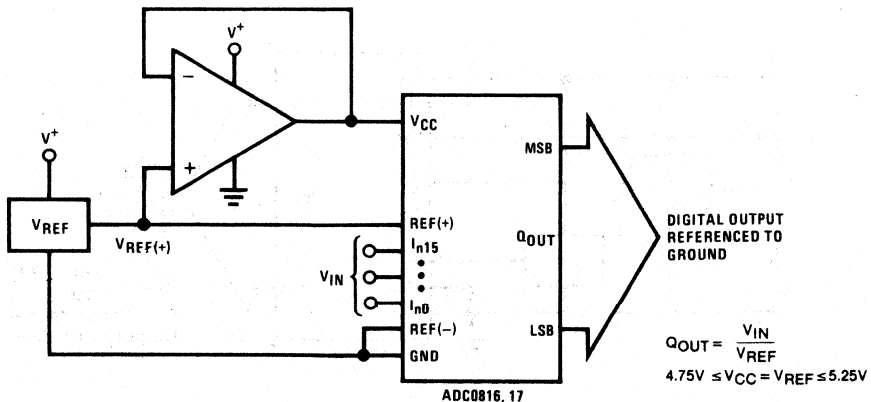 V+
−
V+
VCC
+
MSB
VREF
VREF(+)
REF(+)
In15
VIN
In0
REF(−)
GND
QOUT
LSB
DIGITAL OUTPUT
REFERENCED TO
GROUND
QOUT = VIN / VREF
4.75V ≤ VCC = VREF ≤ 5.25V
ADC0816, 17